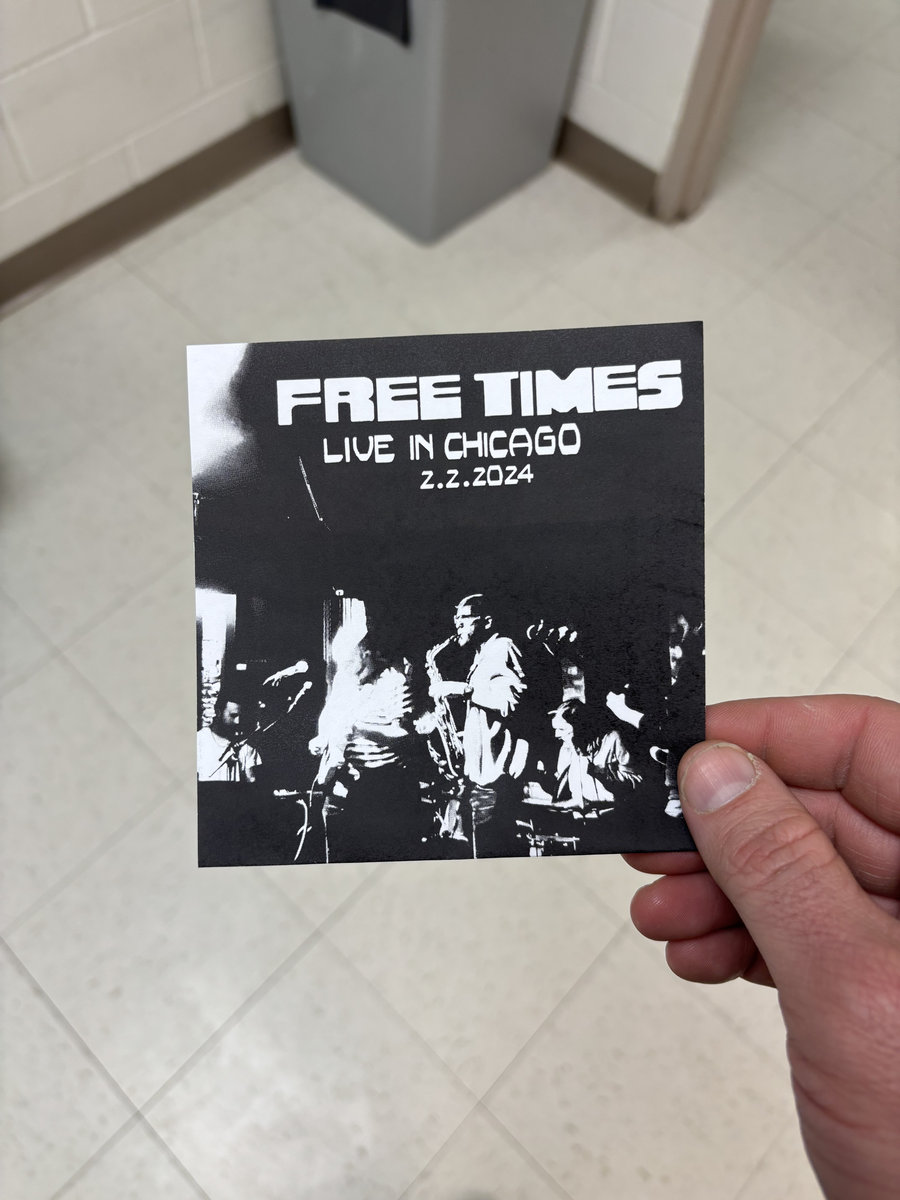 FREE TIMES
LIVE IN CHICAGO
2.2.2024